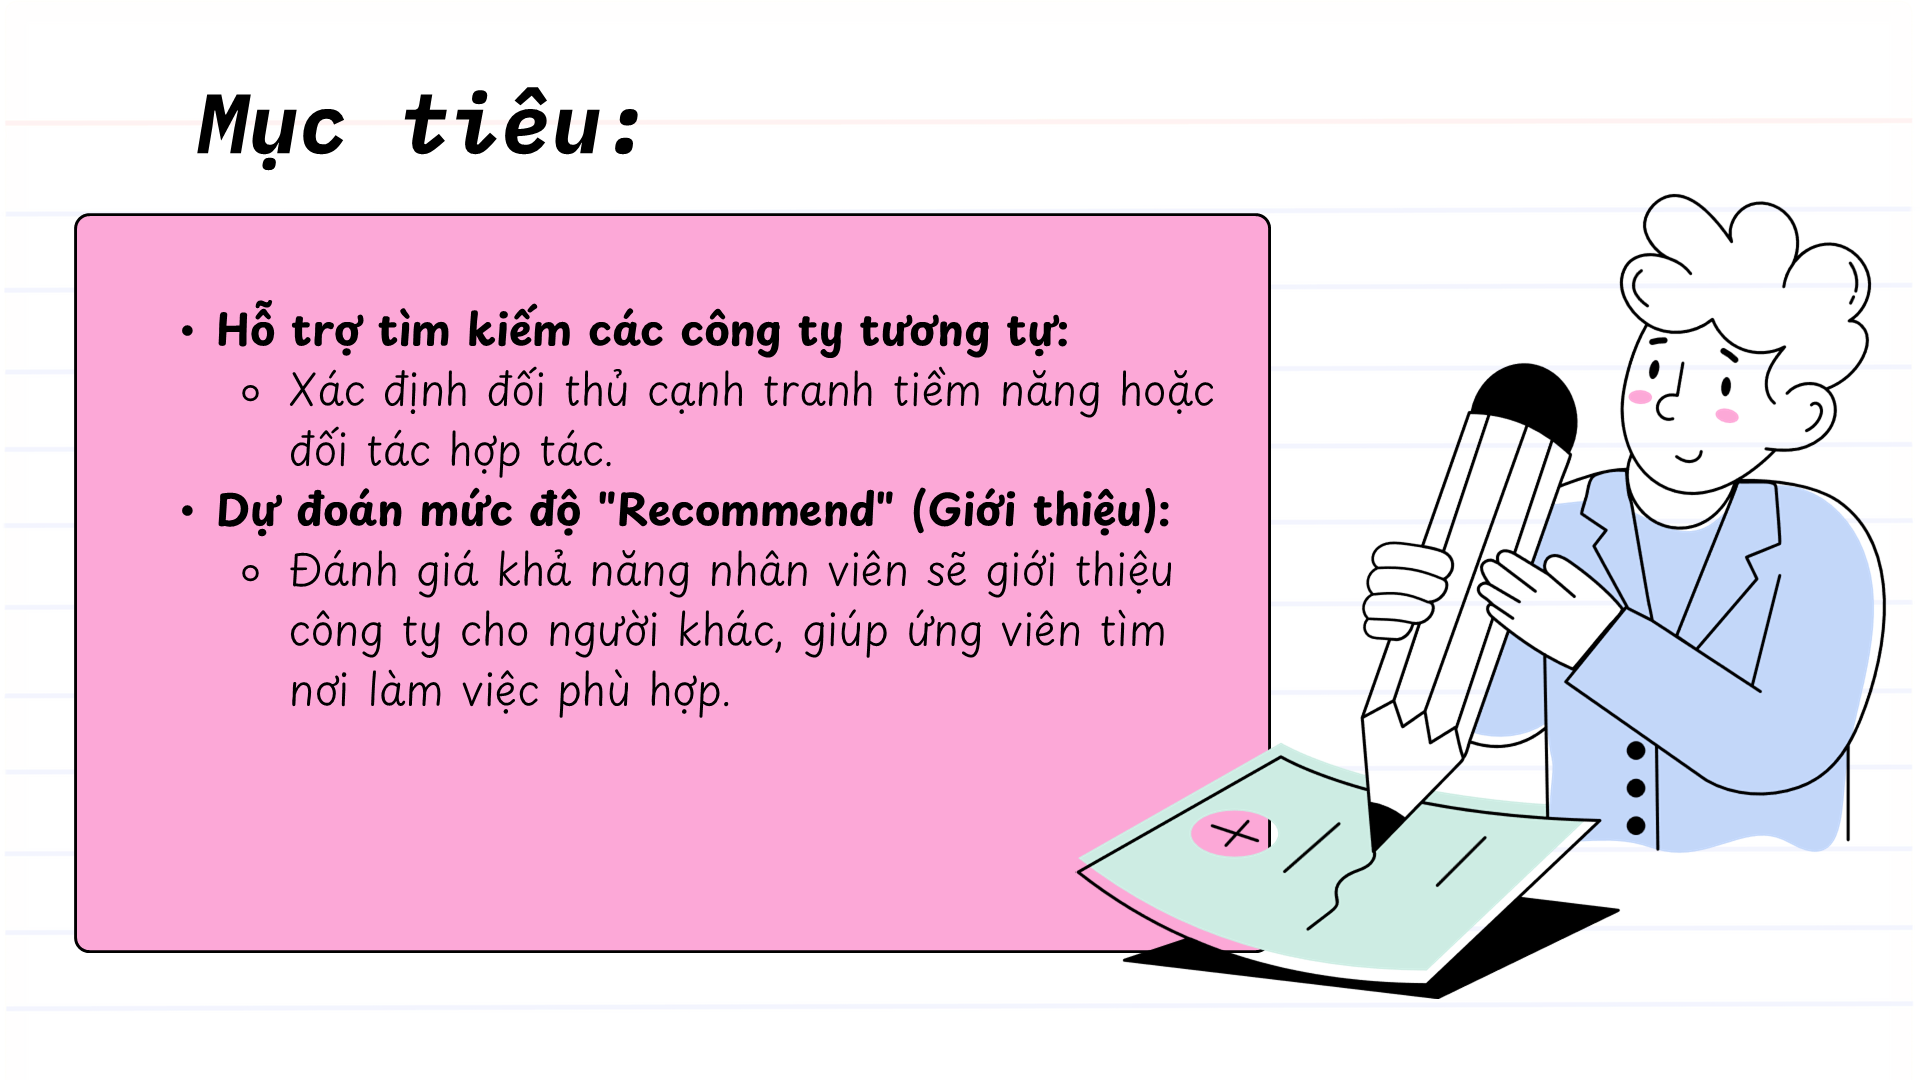 Mục tiêu:
• Hỗ trợ tìm kiếm các công ty tương tự:
○ Xác định đối thủ cạnh tranh tiềm năng hoặc
đối tác hợp tác.
• Dự đoán mức độ "Recommend" (Giới thiệu):
○ Đánh giá khả năng nhân viên sẽ giới thiệu
công ty cho người khác, giúp ứng viên tìm
nơi làm việc phù hợp.